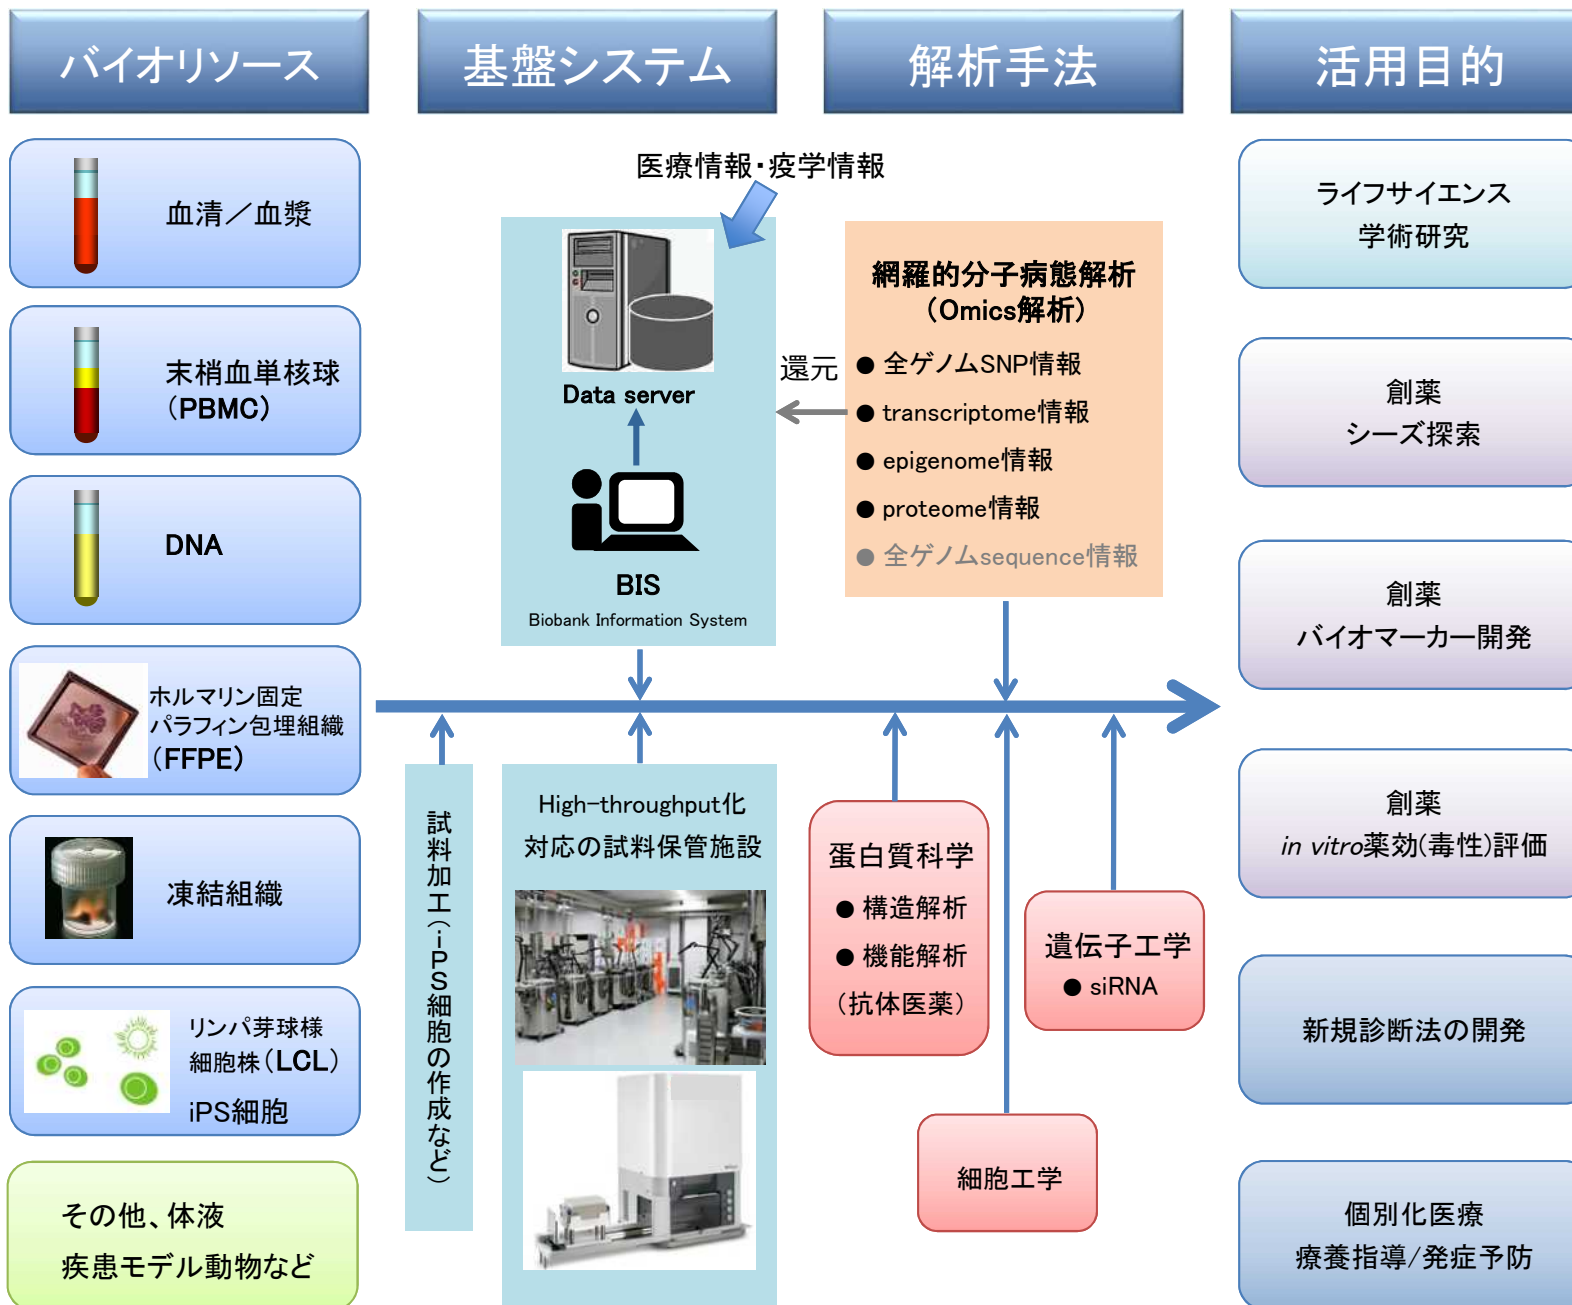 バイオリソース
基盤システム
解析手法
活用目的
血清／血漿
末梢血単核球
（PBMC）
DNA
ホルマリン固定
パラフィン包埋組織
（FFPE）
凍結組織
リンパ芽球様
細胞株（LCL）
iPS細胞
その他、体液
疾患モデル動物など
医療情報・疫学情報
Data server
BIS
Biobank Information System
還元
試料加工（iPS細胞の作成など）
High-throughput化
対応の試料保管施設
網羅的分子病態解析
（Omics解析）
● 全ゲノムSNP情報
● transcriptome情報
● epigenome情報
● proteome情報
● 全ゲノムsequence情報
蛋白質科学
● 構造解析
● 機能解析
（抗体医薬）
遺伝子工学
● siRNA
細胞工学
ライフサイエンス
学術研究
創薬
シーズ探索
創薬
バイオマーカー開発
創薬
in vitro薬効(毒性)評価
新規診断法の開発
個別化医療
療養指導/発症予防